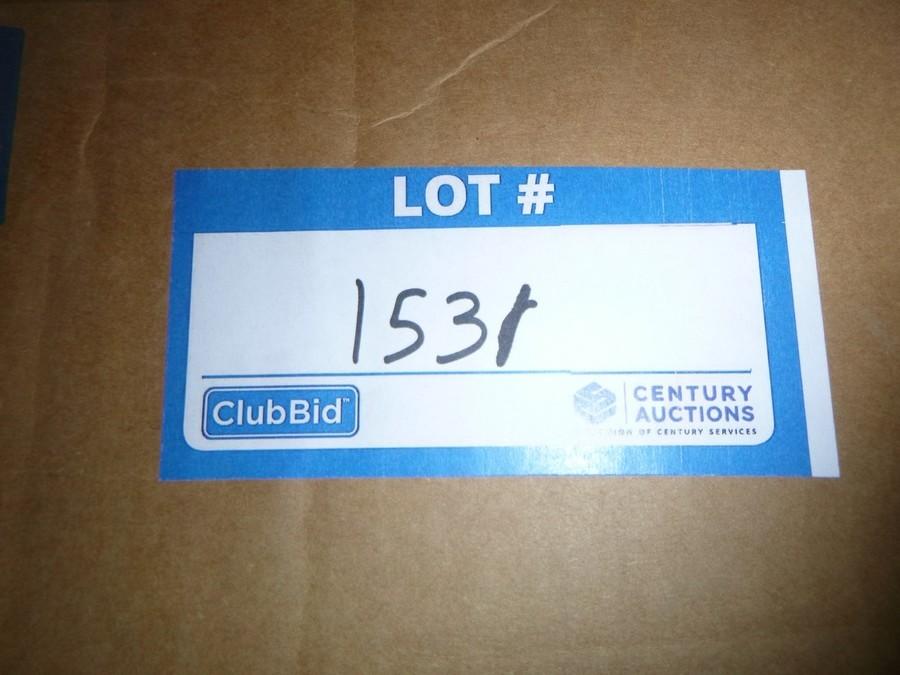 LOT #
1531
ClubBid™
CENTURY
AUCTIONS
OF CENTURY SERVICES